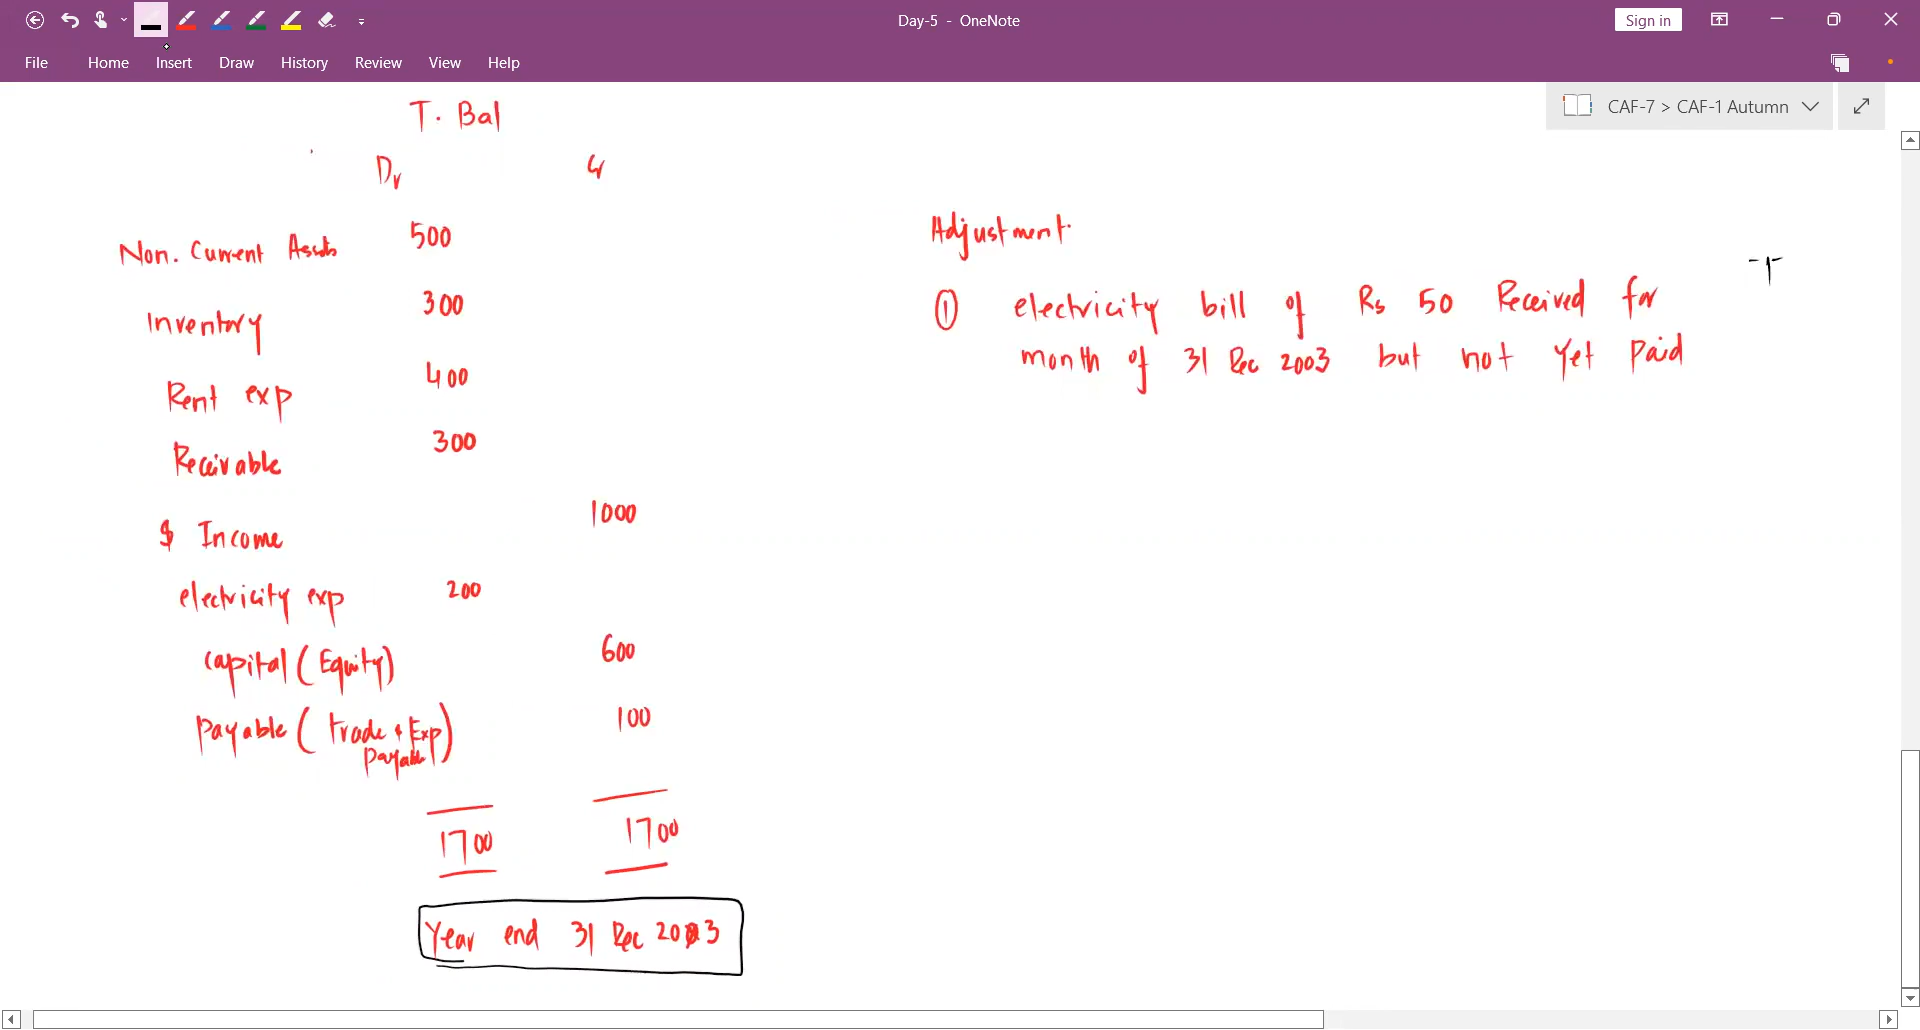 Day-5 - OneNote
Sign in
File Home Insert Draw History Review View Help
CAF-7 > CAF-1 Autumn
T. Bal
Dr Cr
Non. Current Assets 500
Inventory 300
Rent exp 400
Receivable 300
$ Income 1000
electricity exp 200
Capital (Equity) 600
Payable (trade & Exp Payable) 100
1700 1700
Year end 31 Dec 2003
Adjustment.
① electricity bill of Rs 50 Received for
month of 31 Dec 2003 but not Yet Paid